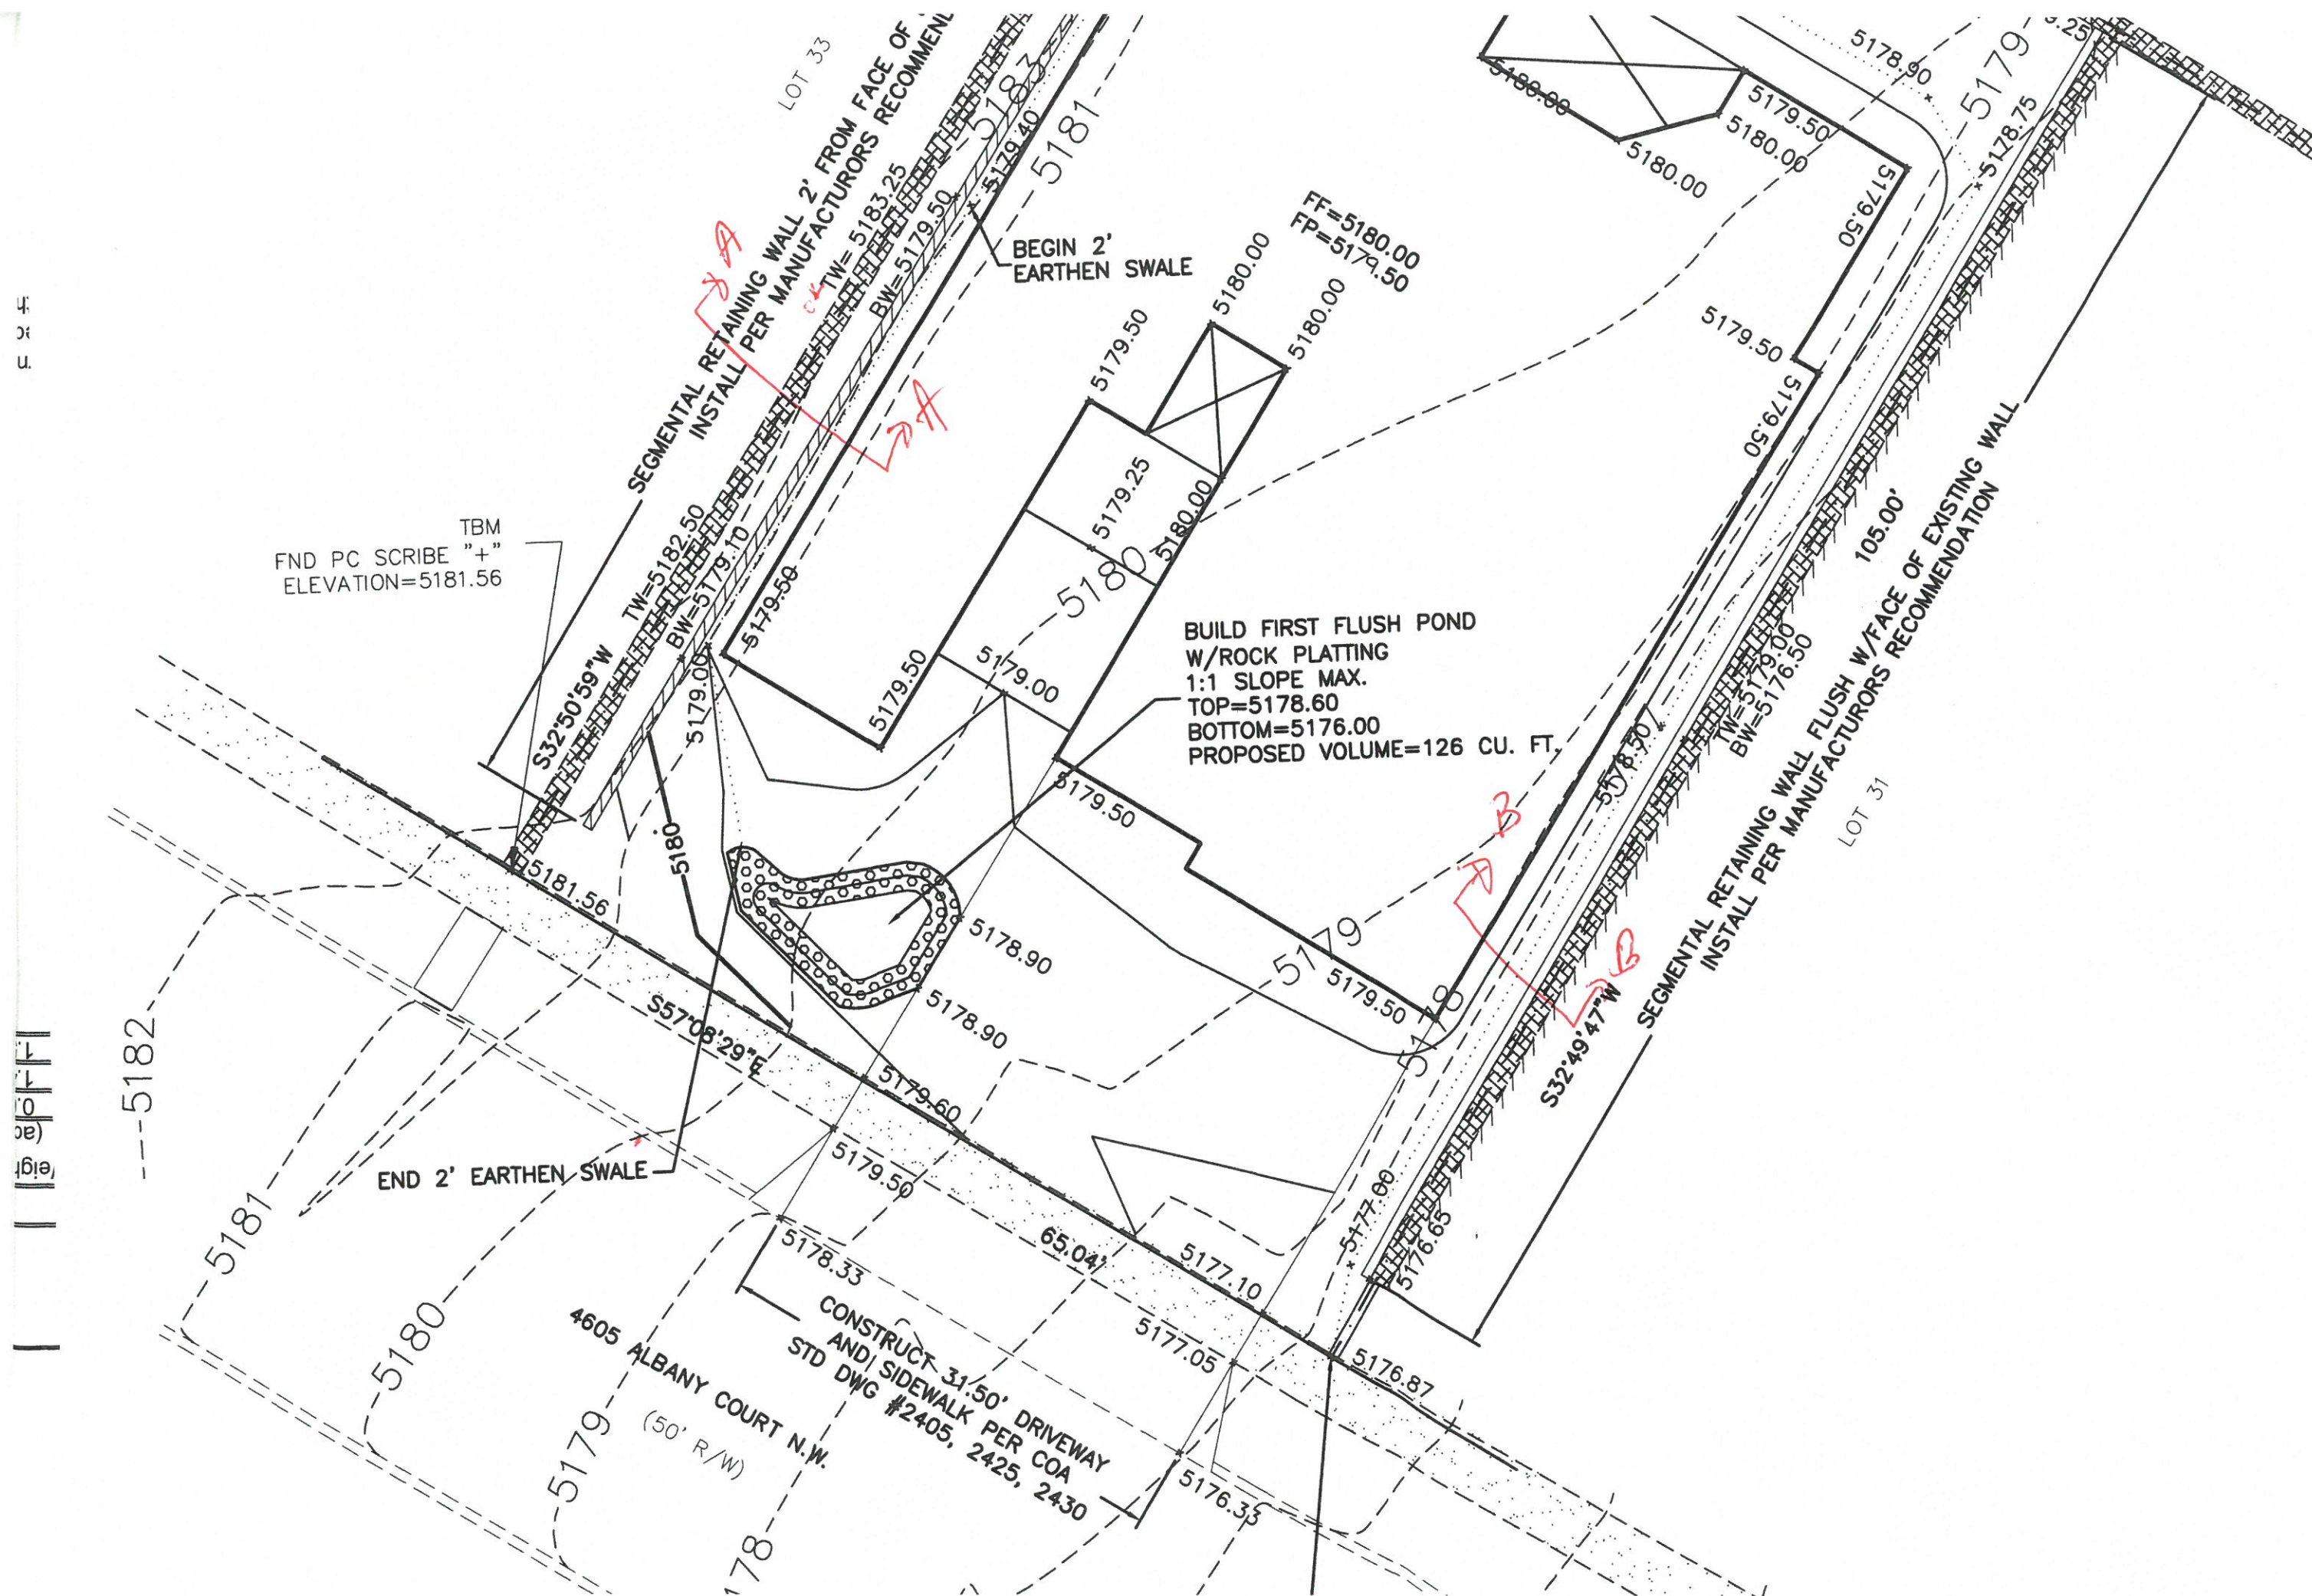 LOT 33
SEGMENTAL RETAINING WALL 2' FROM FACE OF
INSTALL PER MANUFACTURORS RECOMMEND
5183
5179.40
5181
TW=5183.25
BW=5179.50
A
A
BEGIN 2'
EARTHEN SWALE
TBM
FND PC SCRIBE "+"
ELEVATION=5181.56
TW=5182.50
BW=5179.10
S32°50'59"W
5179.00
5179.50
5179.50
5179.50
5180.00
5180.00
FF=5180.00
FP=5179.50
5179.25
5180.00
5180
5179.00
5180.00
5180.00
5180.00
5179.50
5179.50
5179.50
5179.50
5178.90
5179
5178.75
BUILD FIRST FLUSH POND
W/ROCK PLATTING
1:1 SLOPE MAX.
TOP=5178.60
BOTTOM=5176.00
PROPOSED VOLUME=126 CU. FT.
5179.50
5180
5178.90
5178.90
5179
5179.50
B
B
5178.50
TW=5179.00
BW=5176.50
105.00'
SEGMENTAL RETAINING WALL FLUSH W/FACE OF EXISTING WALL
INSTALL PER MANUFACTURORS RECOMMENDATION
LOT 31
S32°49'47"W
5178
5177.00
5176.65
5176.87
5181.56
S57°08'29"E
5179.60
END 2' EARTHEN SWALE
5179.50
5178.33
65.04'
5177.10
5177.05
5176.33
CONSTRUCT 31.50' DRIVEWAY
AND SIDEWALK PER COA
STD DWG #2405, 2425, 2430
4605 ALBANY COURT N.W.
(50' R/W)
5182
5181
5180
5179
178